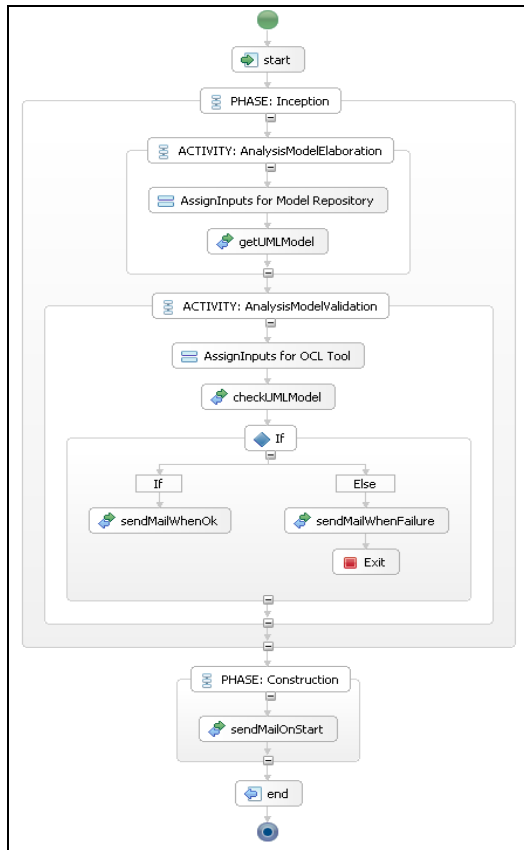 start
PHASE: Inception
ACTIVITY: AnalysisModelElaboration
AssignInputs for Model Repository
getUMLModel
ACTIVITY: AnalysisModelValidation
AssignInputs for OCL Tool
checkUMLModel
If
If
Else
sendMailWhenOk
sendMailWhenFailure
Exit
PHASE: Construction
sendMailOnStart
end